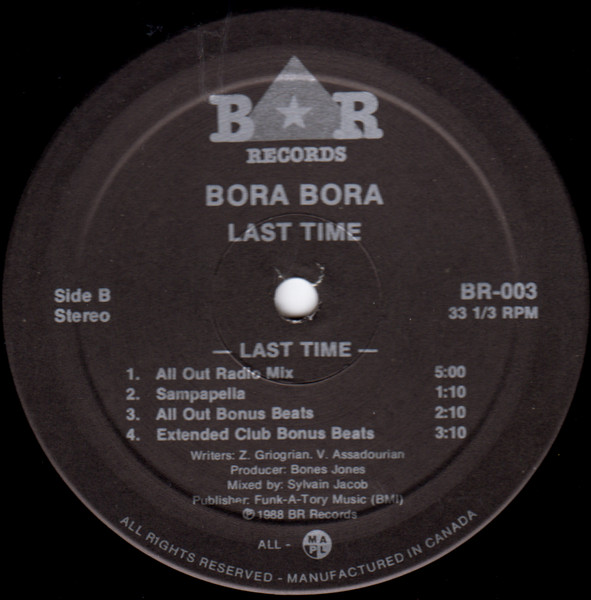 B★R
RECORDS
BORA BORA
LAST TIME
Side B
Stereo
BR-003
33 1/3 RPM
— LAST TIME —
1. All Out Radio Mix 5:00
2. Sampapella 1:10
3. All Out Bonus Beats 2:10
4. Extended Club Bonus Beats 3:10
Writers: Z. Griogrian. V. Assadourian
Producer: Bones Jones
Mixed by: Sylvain Jacob
Publisher: Funk-A-Tory Music (BMI)
℗ 1988 BR Records
ALL - MAPL
ALL RIGHTS RESERVED - MANUFACTURED IN CANADA